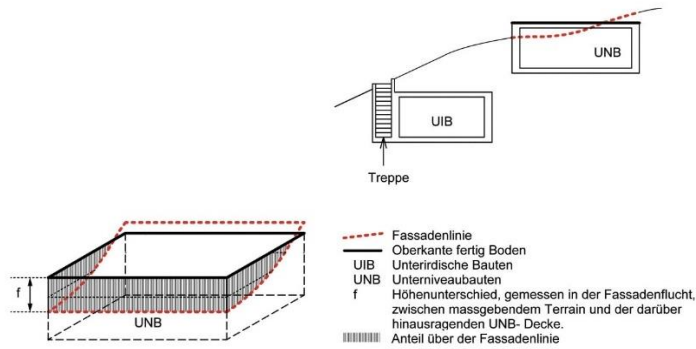 UNB
UIB
Treppe
f
UNB
Fassadenlinie
Oberkante fertig Boden
UIB Unterirdische Bauten
UNB Unterniveaubauten
f Höhenunterschied, gemessen in der Fassadenflucht,
zwischen massgebendem Terrain und der darüber
hinausragenden UNB- Decke.
Anteil über der Fassadenlinie